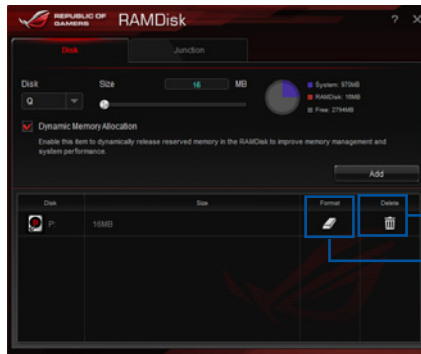 REPUBLIC OF GAMERS RAMDisk ? X
Disk Junction
Disk Size 16 MB
Q
System: 970MB
RAMDisk: 16MB
Free: 2794MB
Dynamic Memory Allocation
Enable this item to dynamically release reserved memory in the RAMDisk to improve memory management and
system performance.
Add
Disk Size Format Delete
P: 16MB